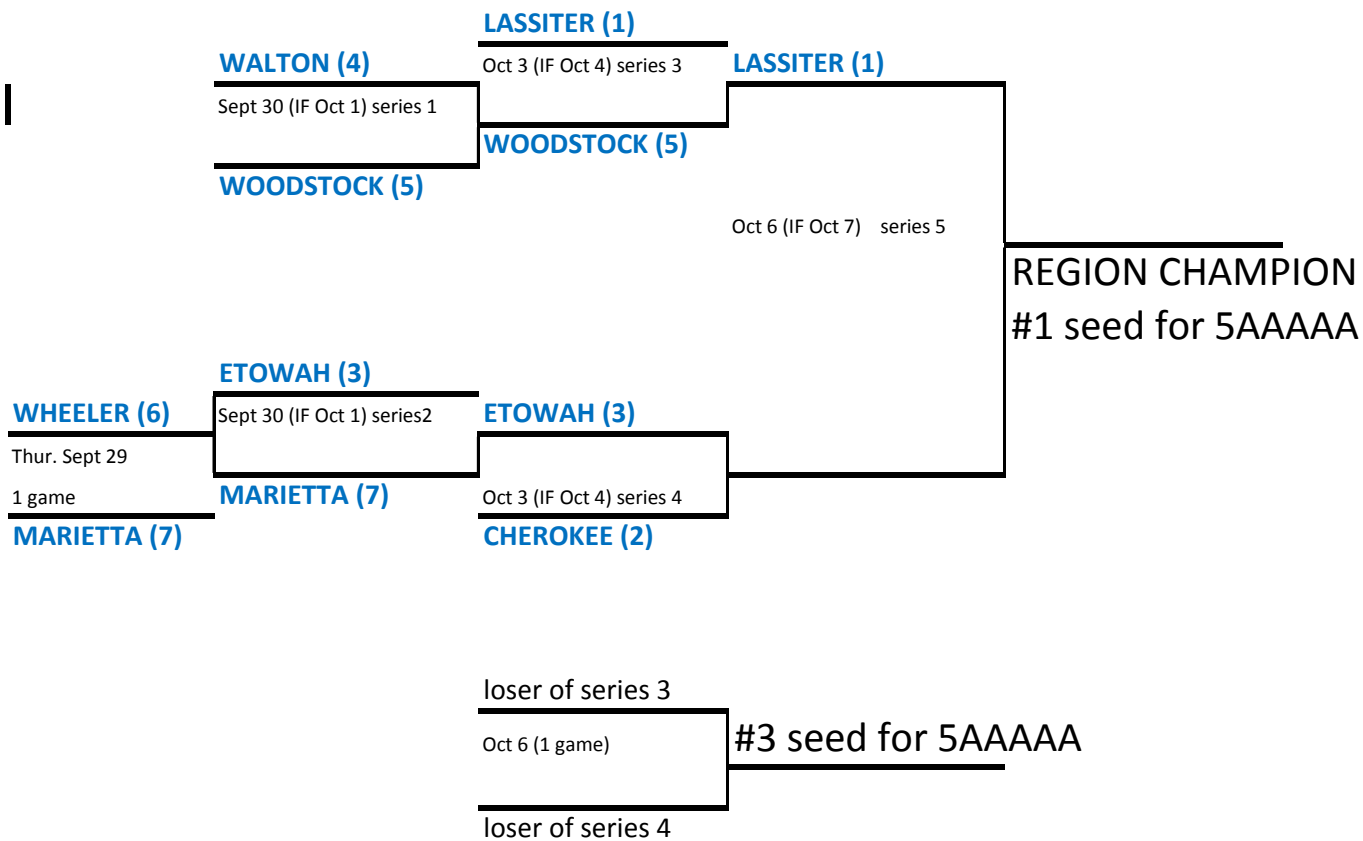 LASSITER (1)
WALTON (4)
Oct 3 (IF Oct 4) series 3
LASSITER (1)
Sept 30 (IF Oct 1) series 1
WOODSTOCK (5)
WOODSTOCK (5)
Oct 6 (IF Oct 7) series 5
REGION CHAMPION
#1 seed for 5AAAAA
ETOWAH (3)
WHEELER (6)
Sept 30 (IF Oct 1) series2
ETOWAH (3)
Thur. Sept 29
1 game
MARIETTA (7)
Oct 3 (IF Oct 4) series 4
MARIETTA (7)
CHEROKEE (2)
loser of series 3
Oct 6 (1 game)
#3 seed for 5AAAAA
loser of series 4